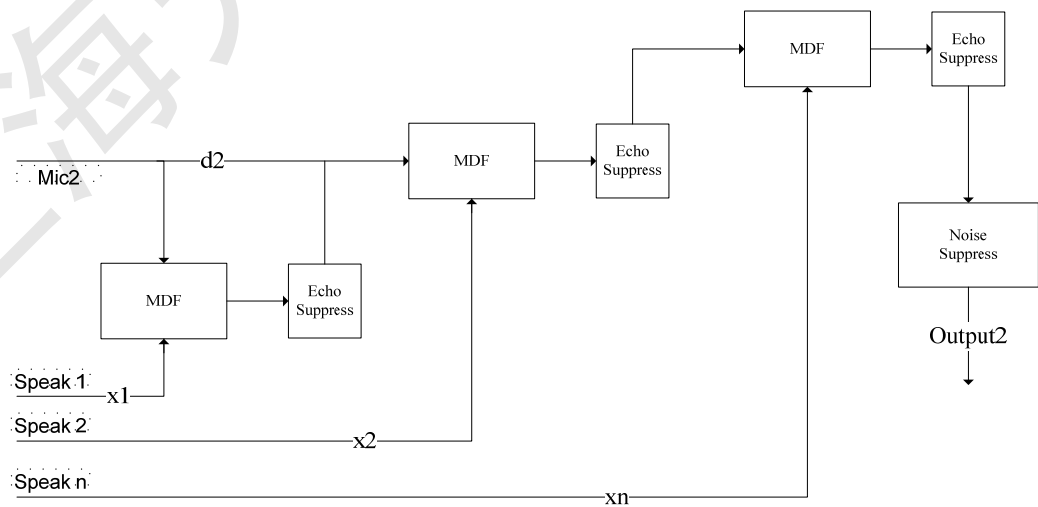 MDF
Echo
Suppress
MDF
Echo
Suppress
d2
Mic2
Noise
Suppress
MDF
Echo
Suppress
Output2
Speak 1
x1
Speak 2
x2
Speak n
xn